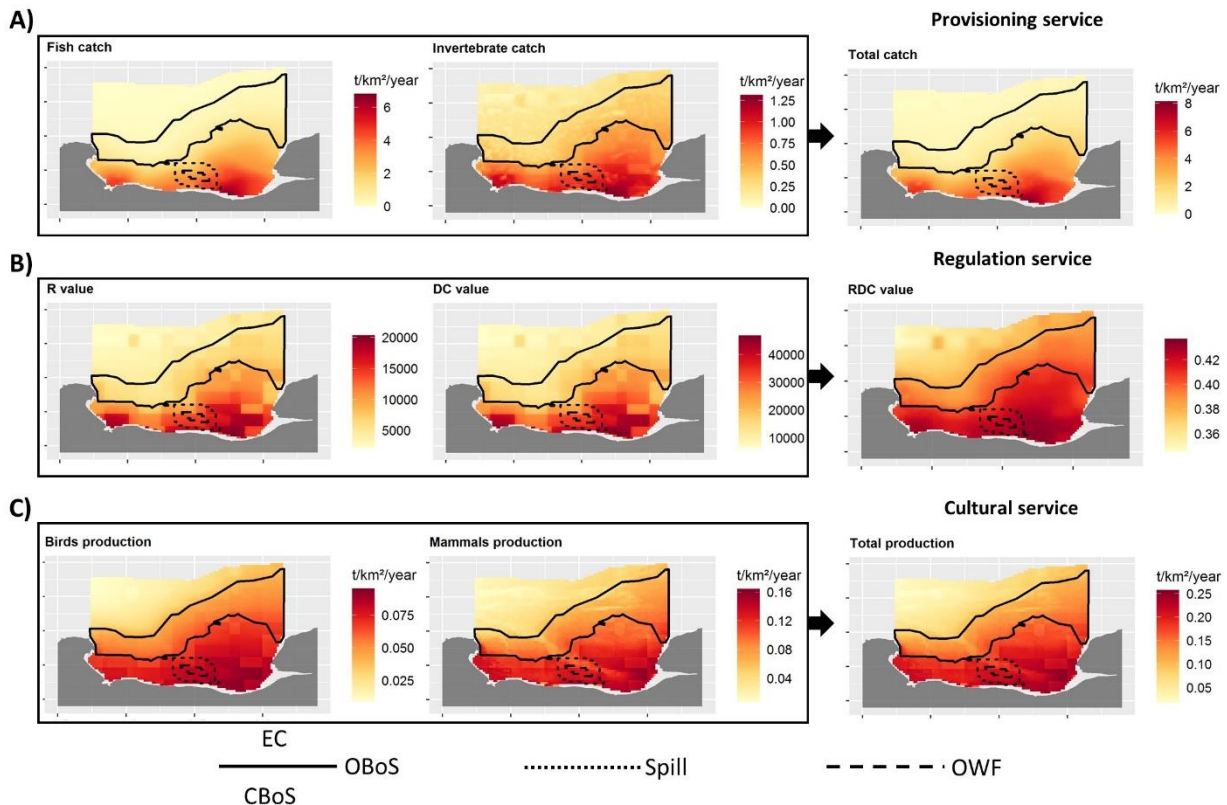 A)
Provisioning service
Fish catch
Invertebrate catch
Total catch
t/km²/year
6
4
2
0
t/km²/year
1.25
1.00
0.75
0.50
0.25
0.00
t/km²/year
8
6
4
2
0
B)
Regulation service
R value
DC value
RDC value
20000
15000
10000
5000
40000
30000
20000
10000
0.42
0.40
0.38
0.36
C)
Cultural service
Birds production
Mammals production
Total production
t/km²/year
0.075
0.050
0.025
t/km²/year
0.16
0.12
0.08
0.04
t/km²/year
0.25
0.20
0.15
0.10
0.05
EC
OBoS
Spill
OWF
CBoS